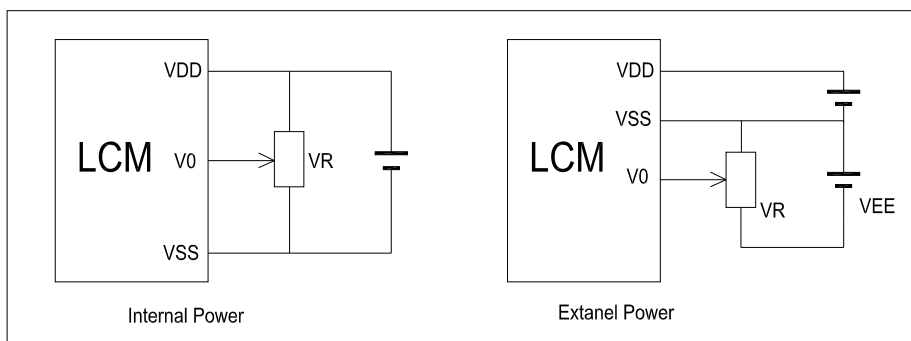 VDD
LCM
V0
VR
VSS
Internal Power
VDD
VSS
LCM
V0
VR
VEE
Extanel Power